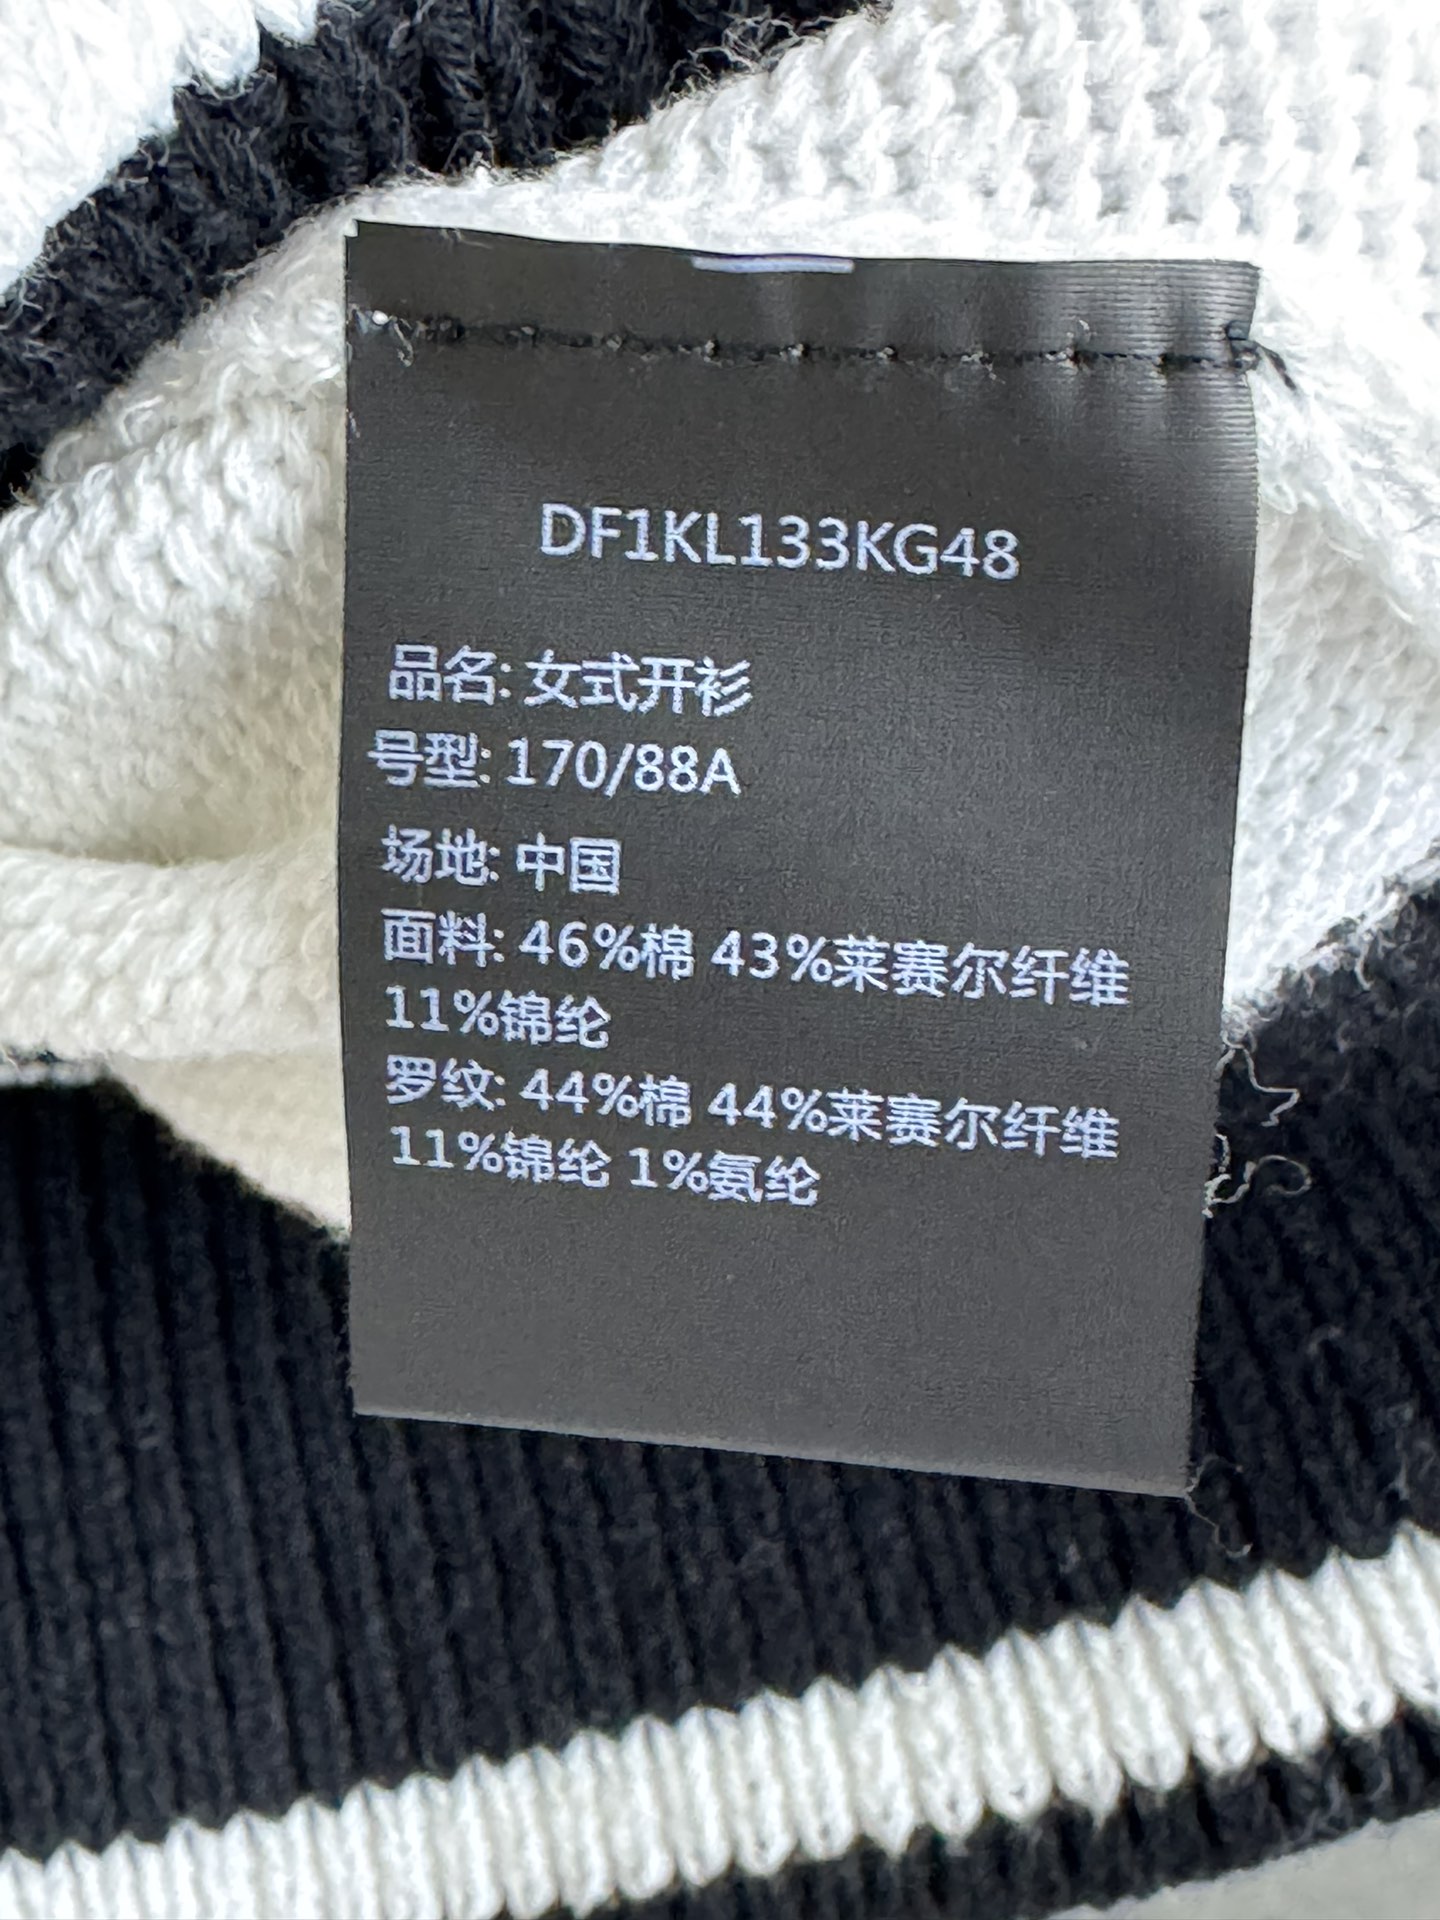 DF1KL133KG48
品名: 女式开衫
号型: 170/88A
场地: 中国
面料: 46%棉 43%莱赛尔纤维
11%锦纶
罗纹: 44%棉 44%莱赛尔纤维
11%锦纶 1%氨纶